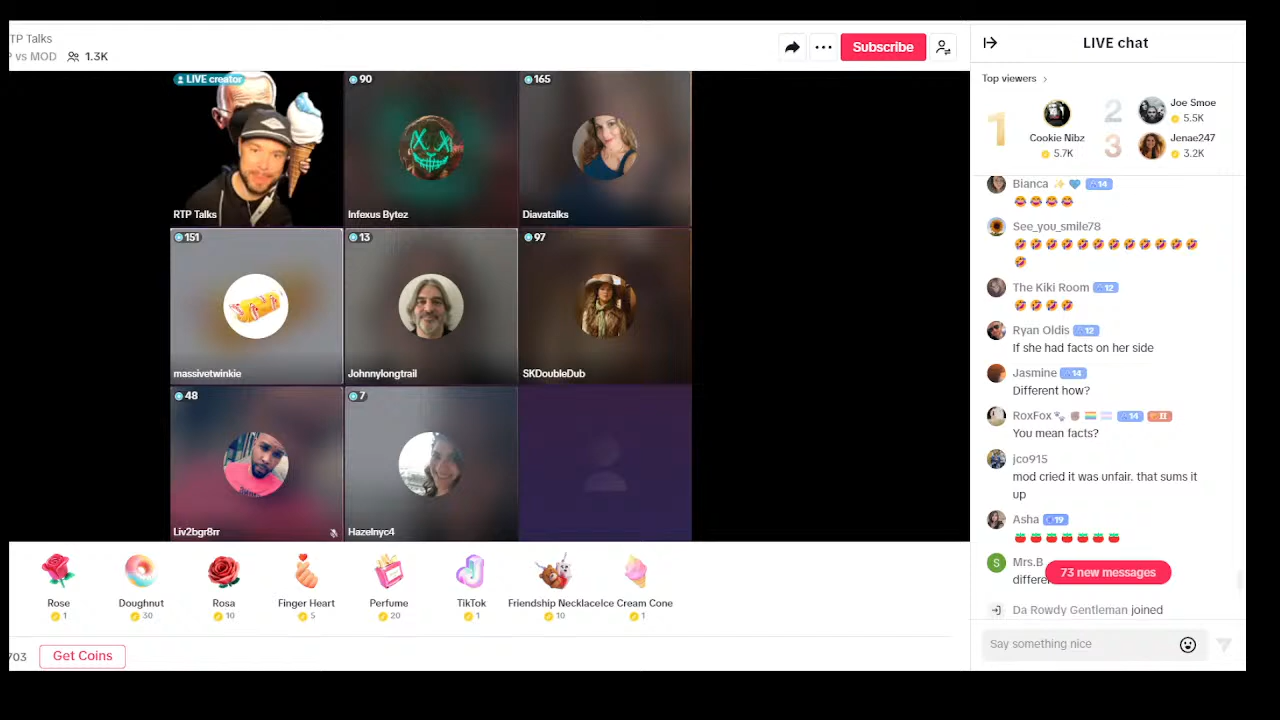 TP Talks
P vs MOD 1.3K
Subscribe
LIVE creator
RTP Talks
90
Infexus Bytez
165
Diavatalks
151
massivetwinkie
13
Johnnylongtrail
97
SKDoubleDub
48
Liv2bgr8rr
7
Hazelnyc4
Rose
1
Doughnut
30
Rosa
10
Finger Heart
5
Perfume
20
TikTok
1
Friendship Necklace
10
Ice Cream Cone
1
703
Get Coins
LIVE chat
Top viewers
1
Cookie Nibz
5.7K
2
Joe Smoe
5.5K
3
Jenae247
3.2K
Bianca ✨ 💙 14
😂 😂 😂 😂
See_you_smile78
🤣 🤣 🤣 🤣 🤣 🤣 🤣 🤣 🤣 🤣 🤣 🤣
🤣
The Kiki Room 12
🤣 🤣 🤣 🤣
Ryan Oldis 12
If she had facts on her side
Jasmine 14
Different how?
RoxFox 14 II
You mean facts?
jco915
mod cried it was unfair. that sums it
up
Asha 19
🍅 🍅 🍅 🍅 🍅 🍅 🍅
S
Mrs.B
differe
73 new messages
Da Rowdy Gentleman joined
Say something nice